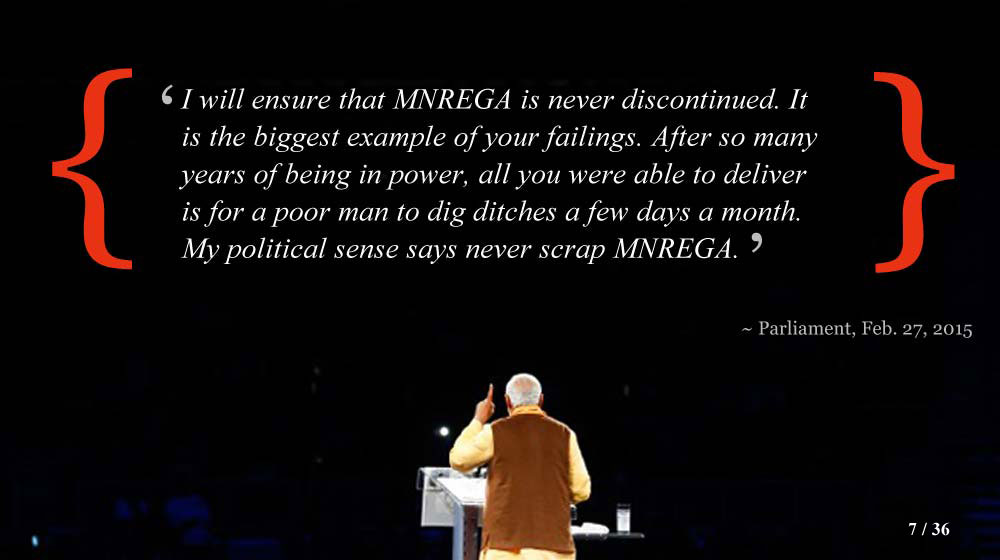 ‘ I will ensure that MNREGA is never discontinued. It
is the biggest example of your failings. After so many
years of being in power, all you were able to deliver
is for a poor man to dig ditches a few days a month.
My political sense says never scrap MNREGA. ’
~ Parliament, Feb. 27, 2015
7 / 36